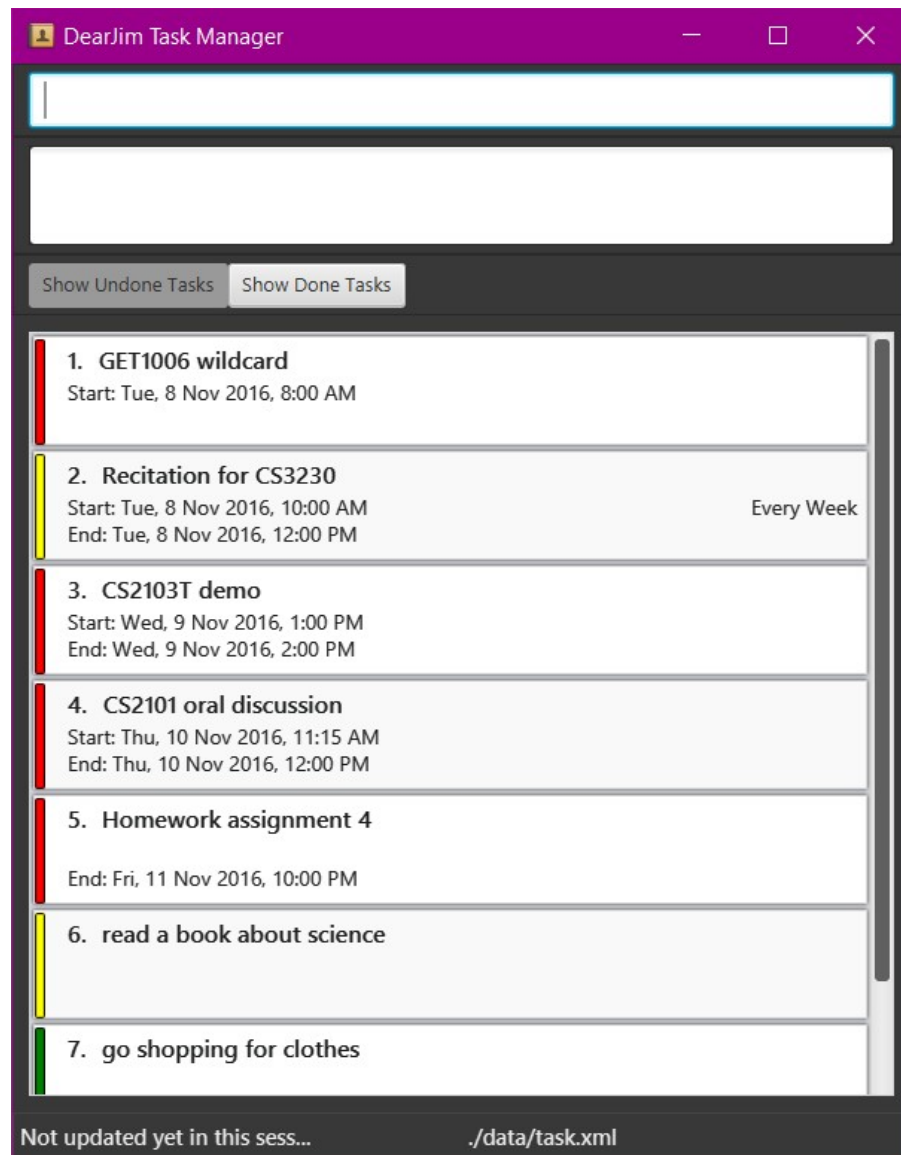 DearJim Task Manager
Show Undone Tasks Show Done Tasks
1. GET1006 wildcard
Start: Tue, 8 Nov 2016, 8:00 AM
2. Recitation for CS3230
Start: Tue, 8 Nov 2016, 10:00 AM Every Week
End: Tue, 8 Nov 2016, 12:00 PM
3. CS2103T demo
Start: Wed, 9 Nov 2016, 1:00 PM
End: Wed, 9 Nov 2016, 2:00 PM
4. CS2101 oral discussion
Start: Thu, 10 Nov 2016, 11:15 AM
End: Thu, 10 Nov 2016, 12:00 PM
5. Homework assignment 4
End: Fri, 11 Nov 2016, 10:00 PM
6. read a book about science
7. go shopping for clothes
Not updated yet in this sess... ./data/task.xml